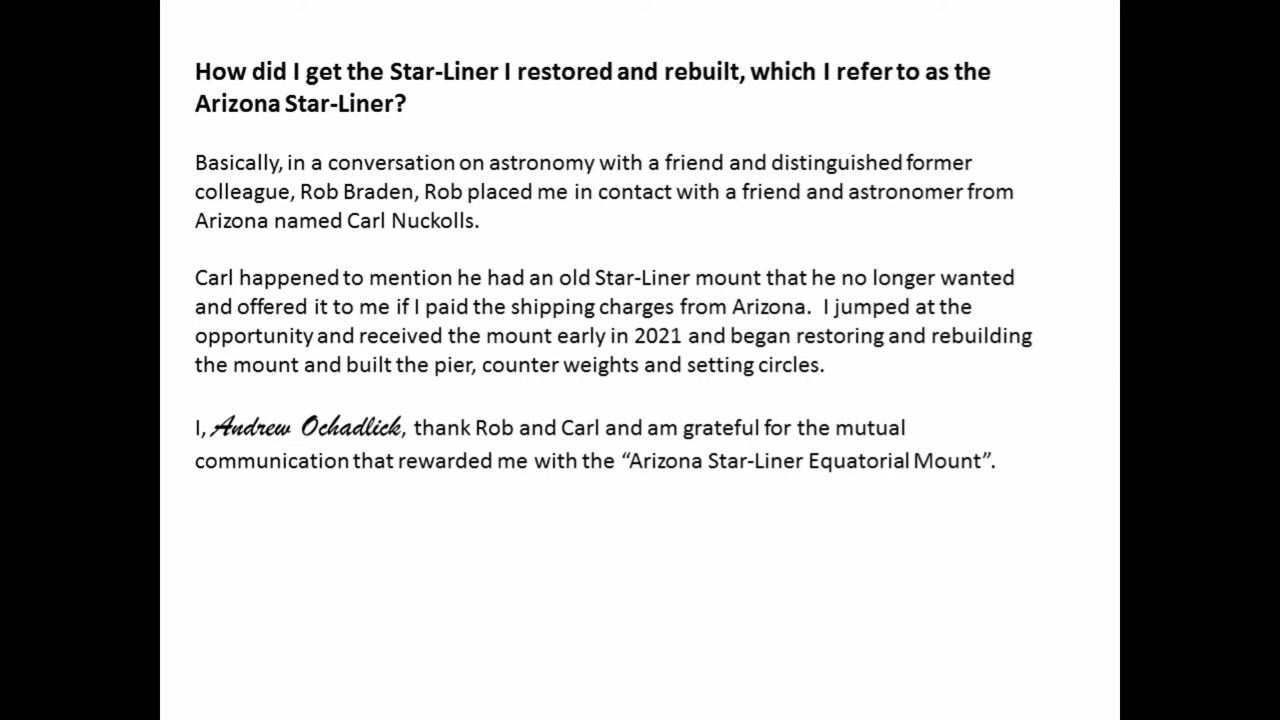 How did I get the Star-Liner I restored and rebuilt, which I refer to as the
Arizona Star-Liner?
Basically, in a conversation on astronomy with a friend and distinguished former
colleague, Rob Braden, Rob placed me in contact with a friend and astronomer from
Arizona named Carl Nuckolls.
Carl happened to mention he had an old Star-Liner mount that he no longer wanted
and offered it to me if I paid the shipping charges from Arizona.  I jumped at the
opportunity and received the mount early in 2021 and began restoring and rebuilding
the mount and built the pier, counter weights and setting circles.
I, Andrew Ochadlick, thank Rob and Carl and am grateful for the mutual
communication that rewarded me with the “Arizona Star-Liner Equatorial Mount”.